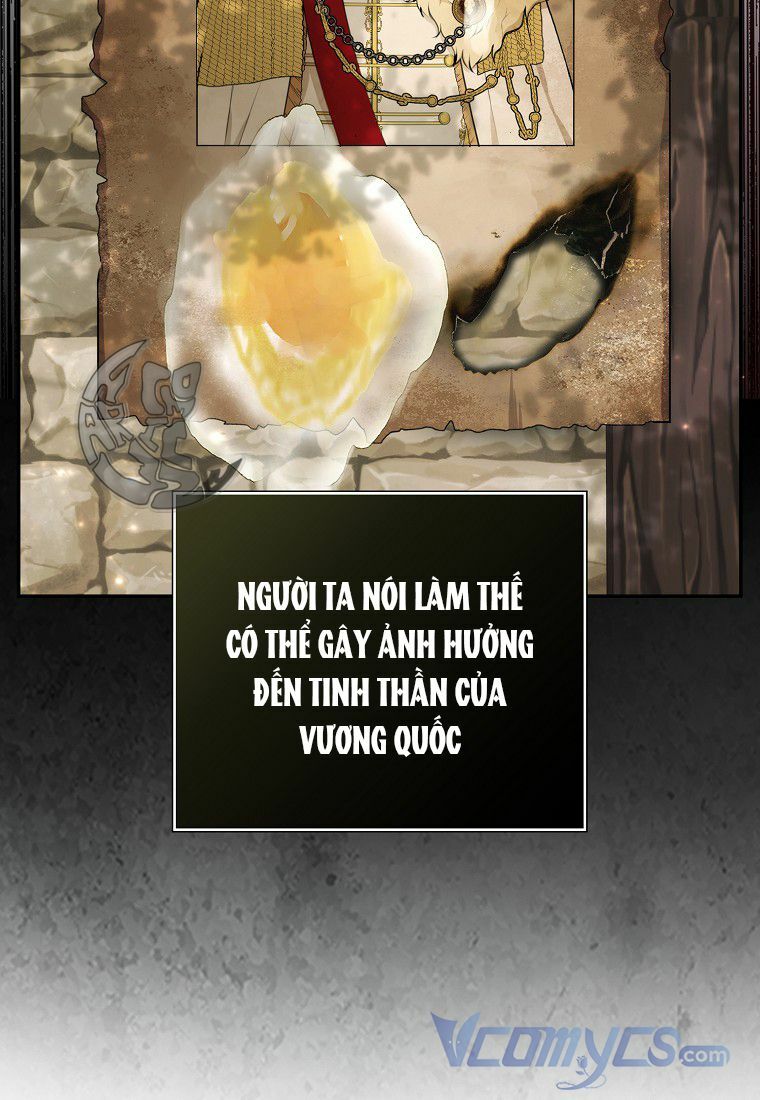 NGƯỜI TA NÓI LÀM THẾ
CÓ THỂ GÂY ẢNH HƯỞNG
ĐẾN TINH THẦN CỦA
VƯƠNG QUỐC
VCOMYCS.com